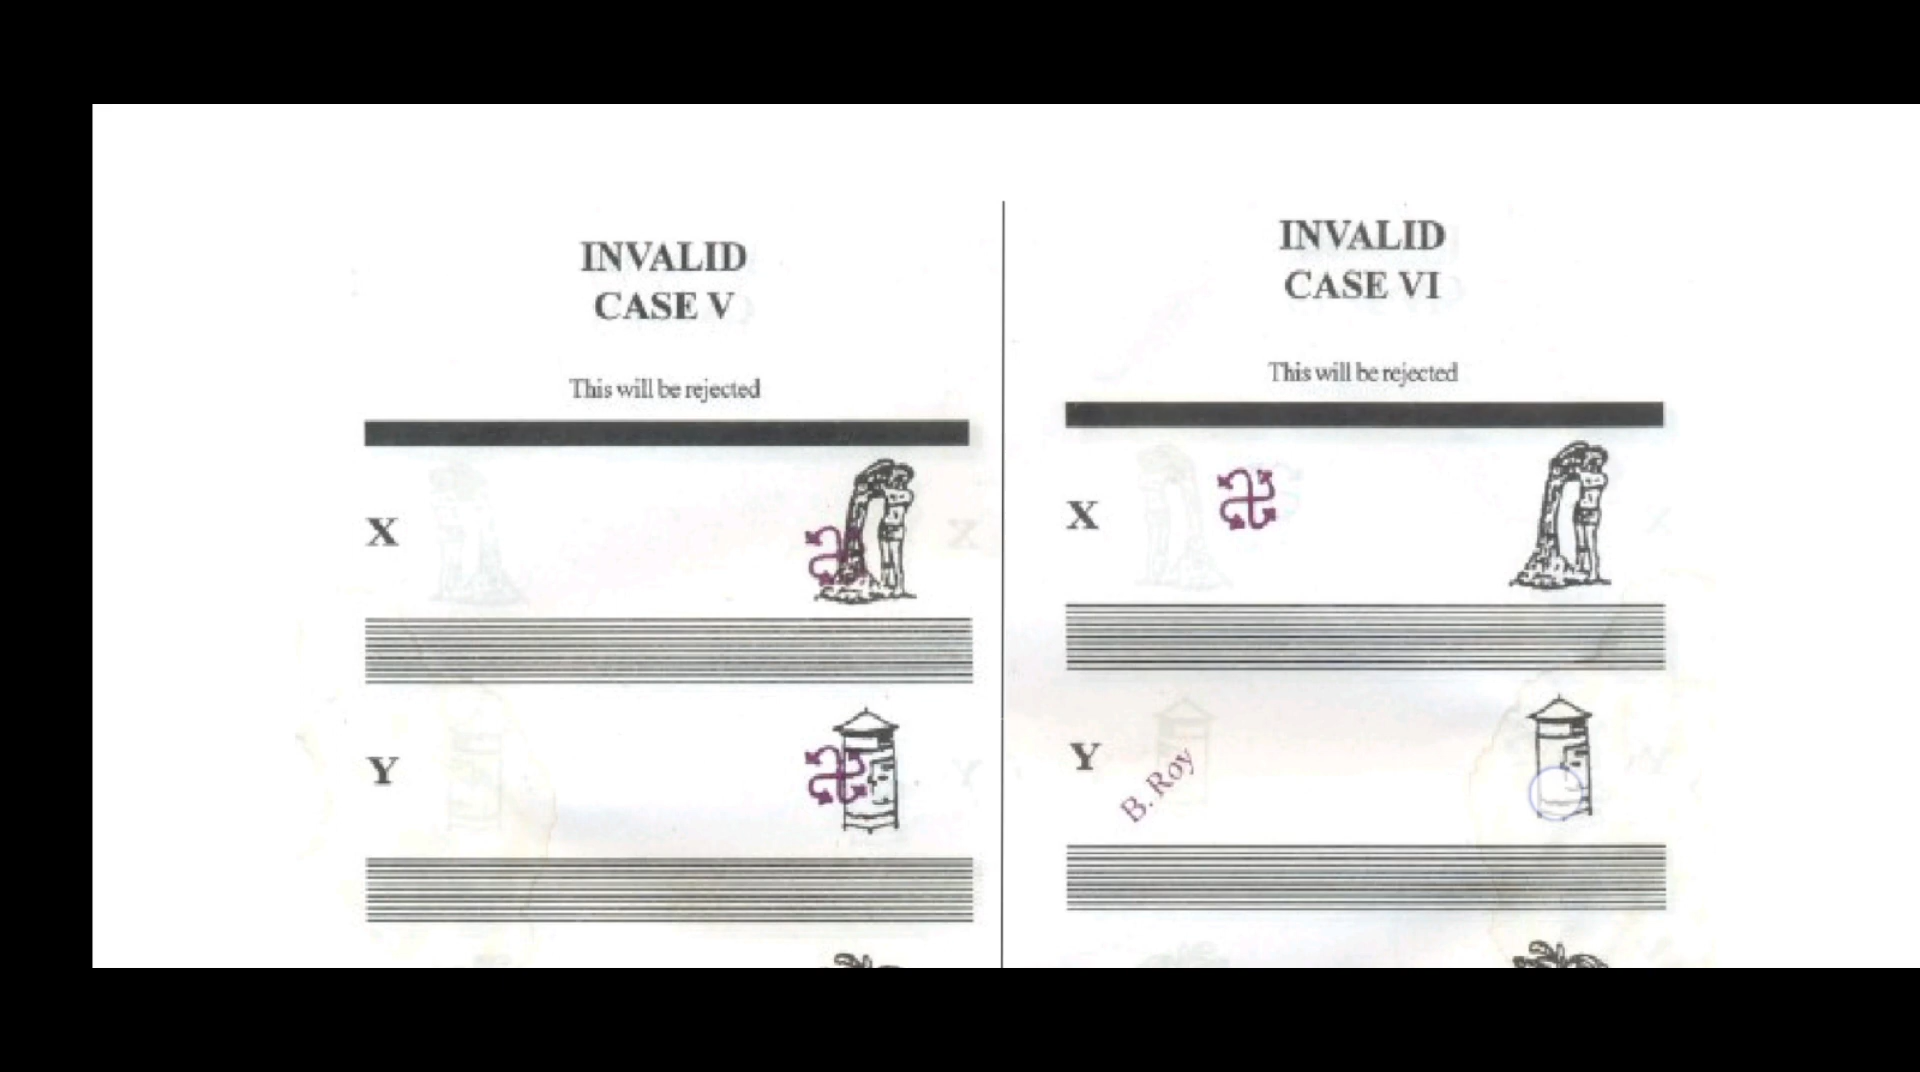 INVALID
CASE V
This will be rejected
X
Y
INVALID
CASE VI
This will be rejected
X
Y
B. Roy